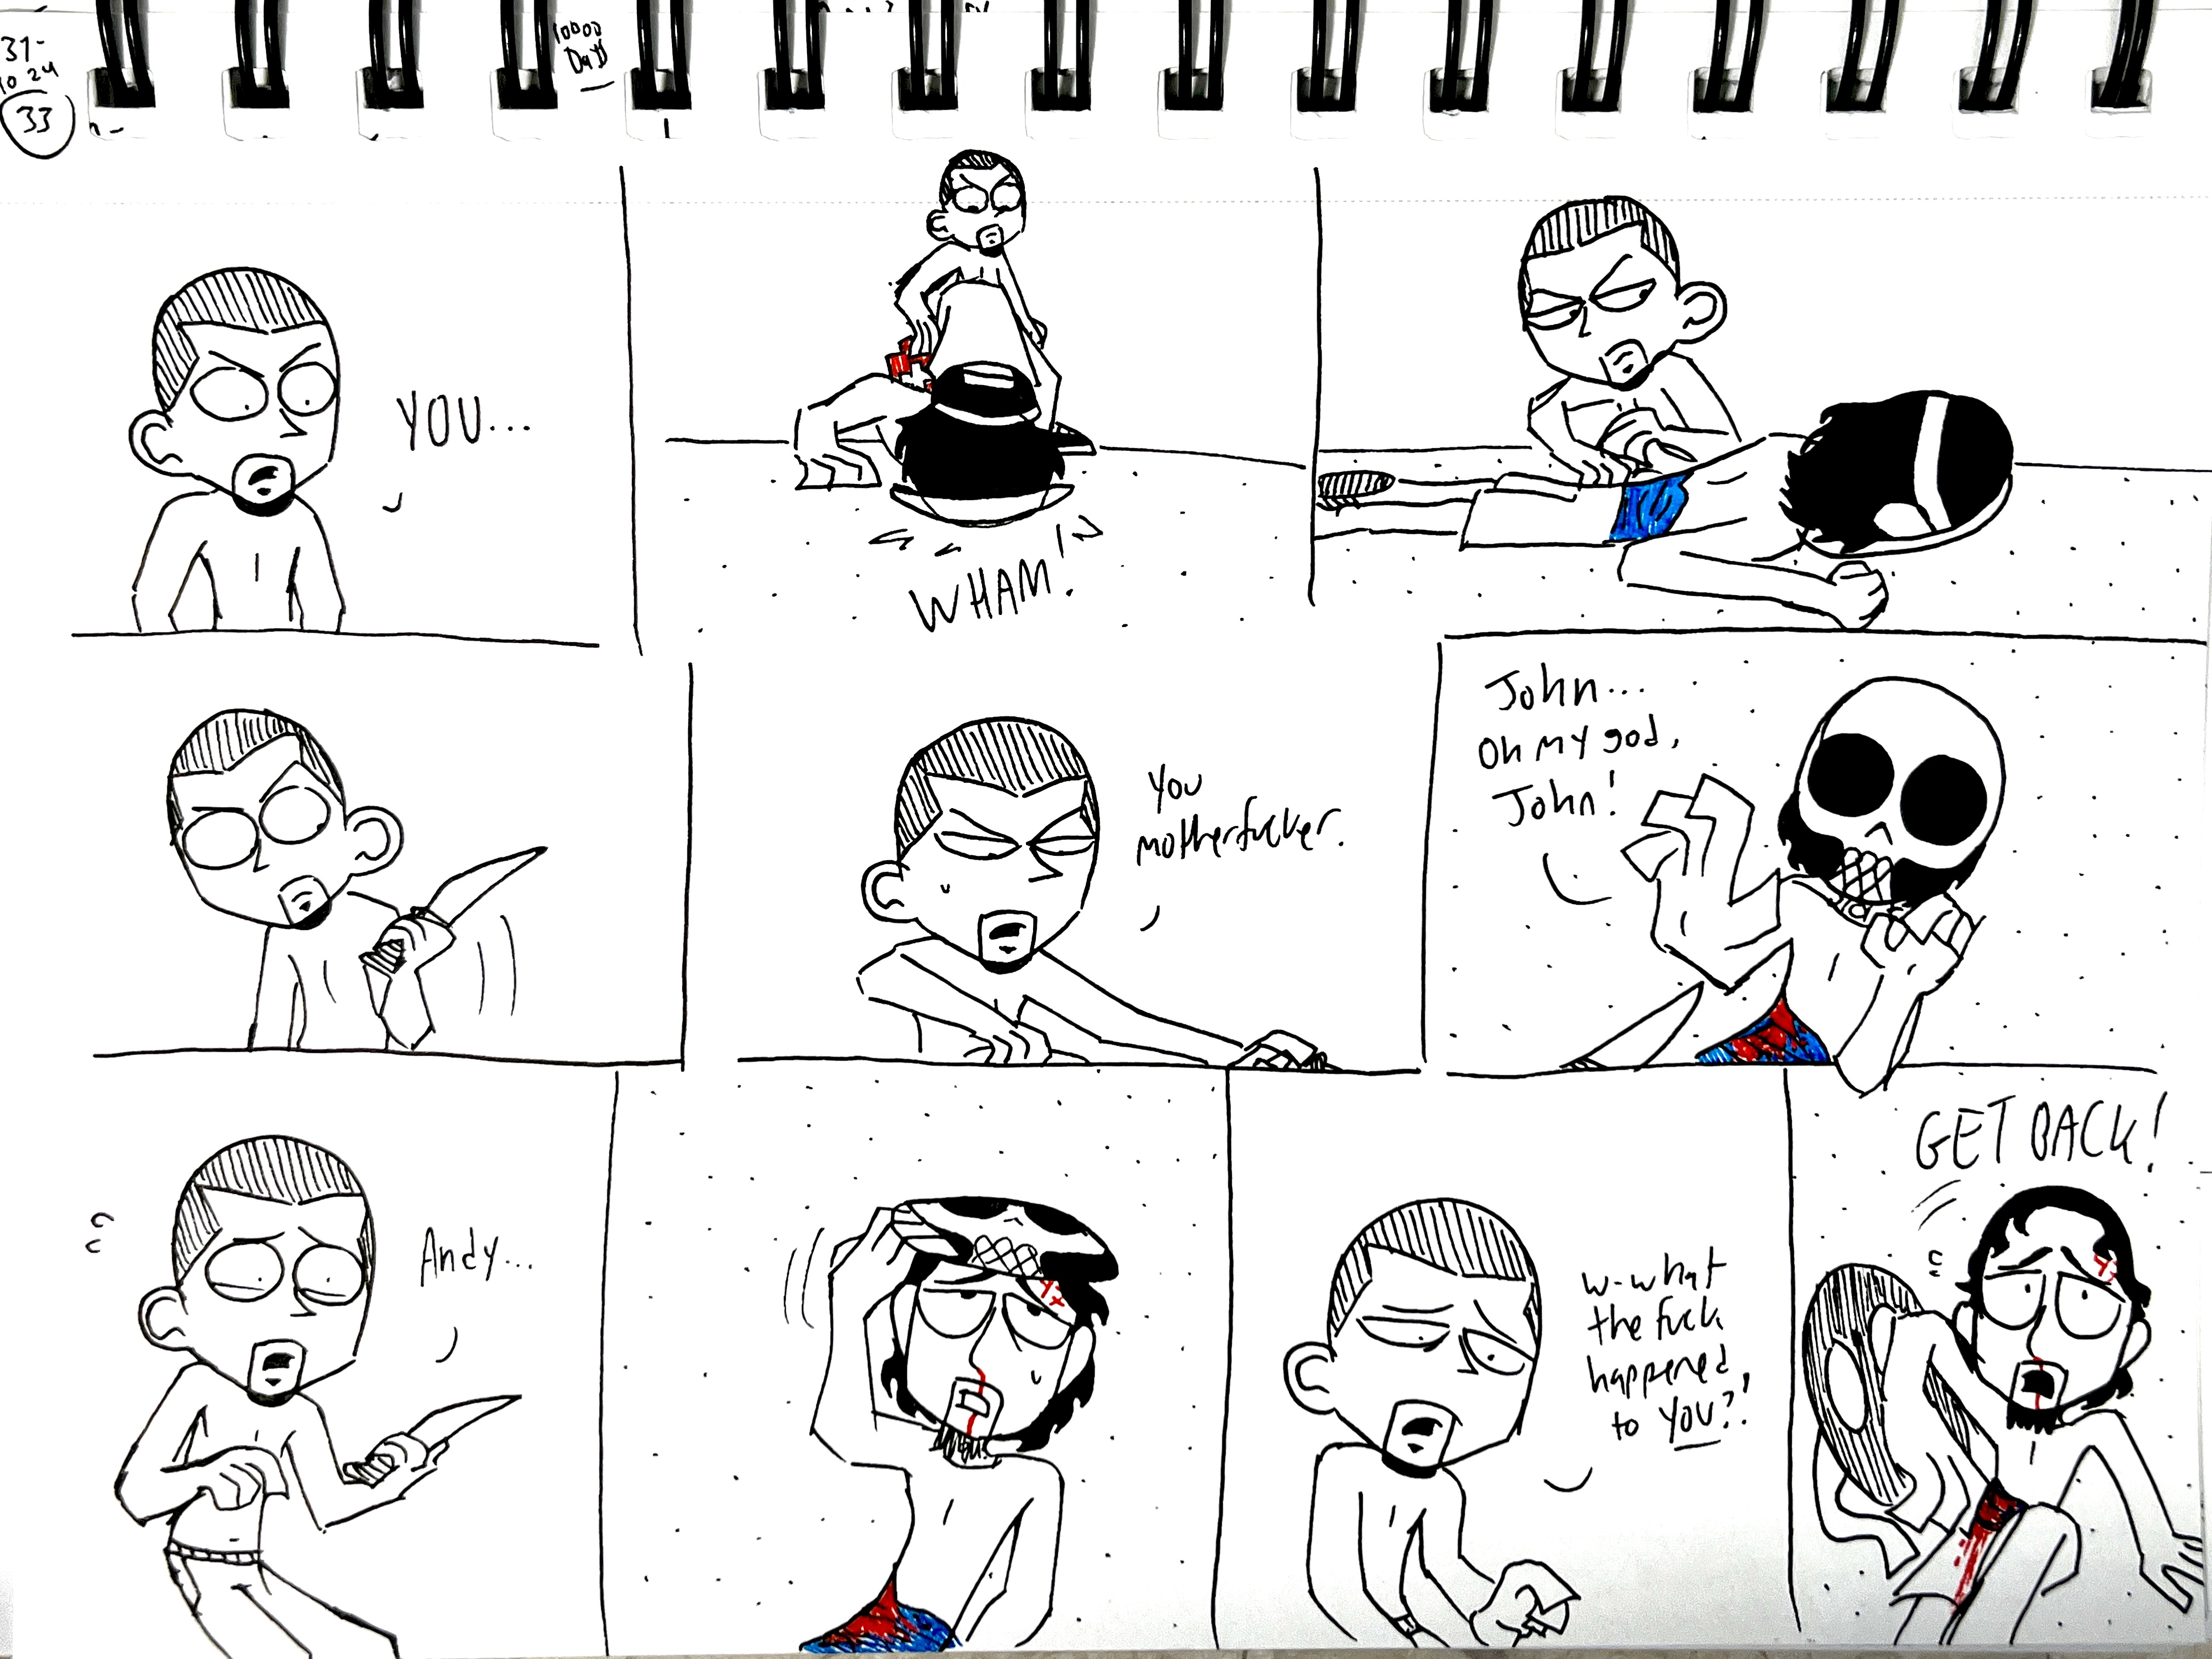 31-
10 24
33
10000
DAYS
YOU...
WHAM!
You
motherfucker.
John...
Oh my god,
John!
Andy...
W-what
the fuck
happened
to YOU?!
GET BACK!